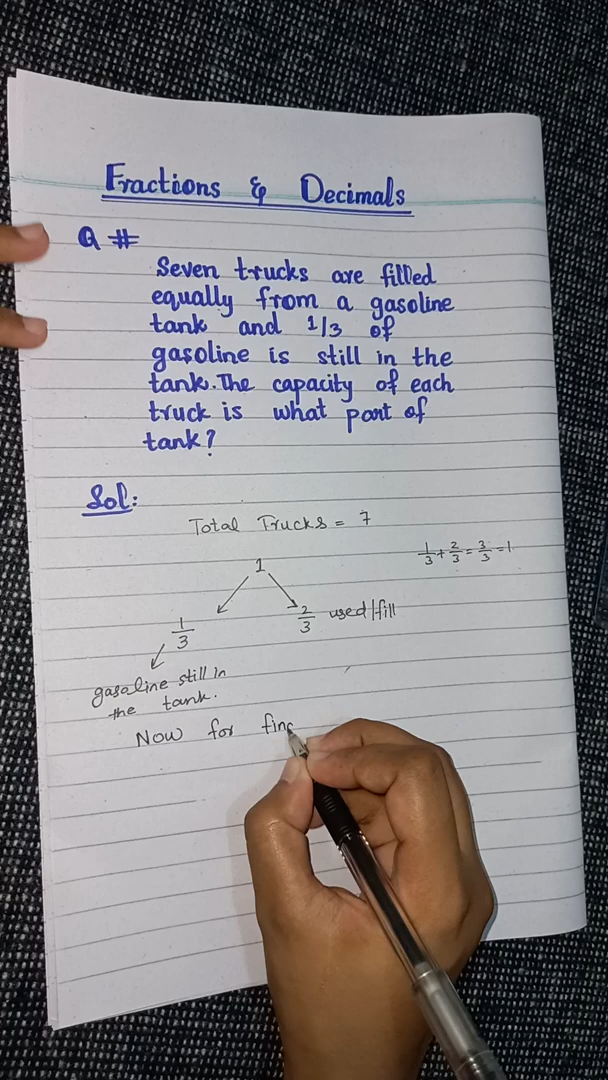 Fractions & Decimals
Q #
Seven trucks are filled
equally from a gasoline
tank and 1/3 of
gasoline is still in the
tank. The capacity of each
truck is what part of
tank?
Sol:
Total Trucks = 7
1/3 + 2/3 = 3/3 = 1
1
1/3
2/3 used/fill
gasoline still in
the tank.
Now for find